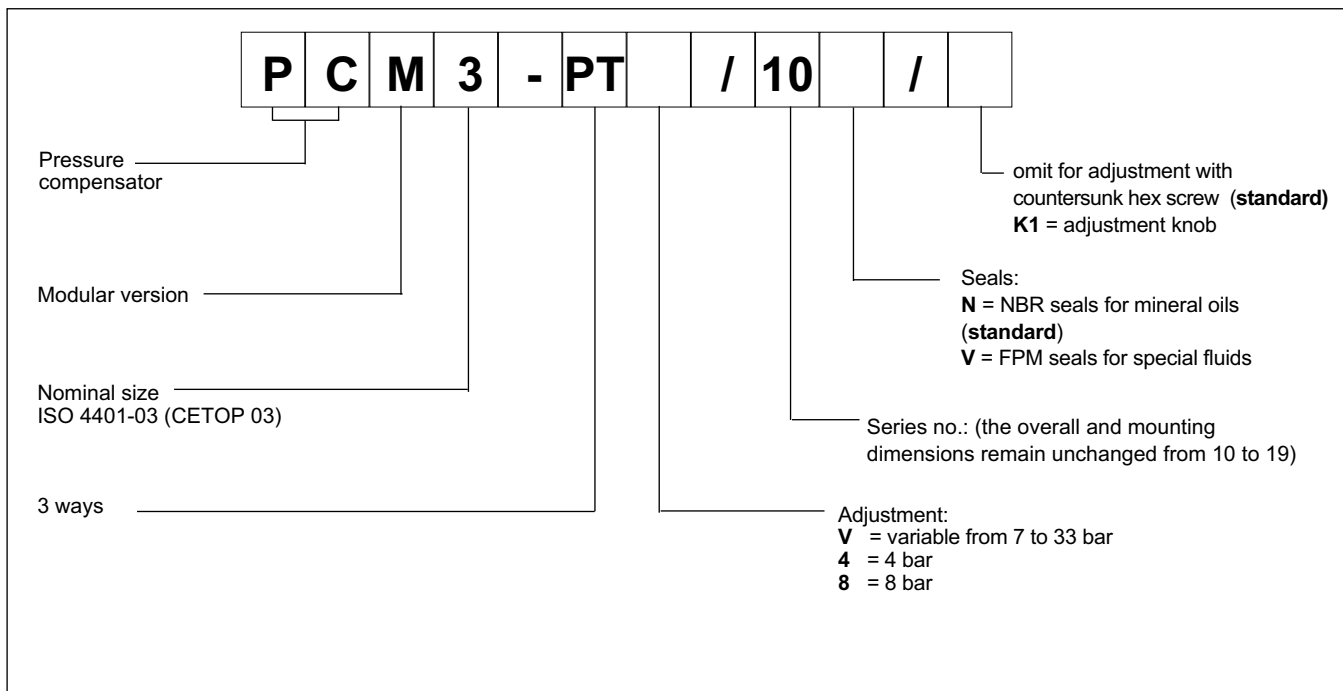 P C M 3 - PT / 10 /
Pressure
compensator
Modular version
Nominal size
ISO 4401-03 (CETOP 03)
3 ways
omit for adjustment with
countersunk hex screw (standard)
K1 = adjustment knob
Seals:
N = NBR seals for mineral oils
(standard)
V = FPM seals for special fluids
Series no.: (the overall and mounting
dimensions remain unchanged from 10 to 19)
Adjustment:
V = variable from 7 to 33 bar
4 = 4 bar
8 = 8 bar